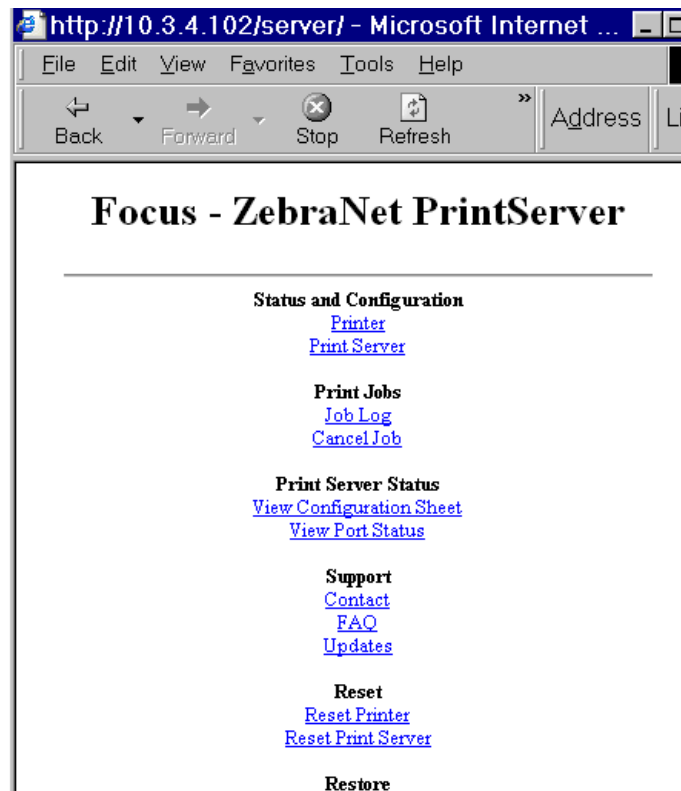 http://10.3.4.102/server/ - Microsoft Internet ...
File Edit View Favorites Tools Help
Back Forward Stop Refresh » Address
Focus - ZebraNet PrintServer
Status and Configuration
Printer
Print Server
Print Jobs
Job Log
Cancel Job
Print Server Status
View Configuration Sheet
View Port Status
Support
Contact
FAQ
Updates
Reset
Reset Printer
Reset Print Server
Restore